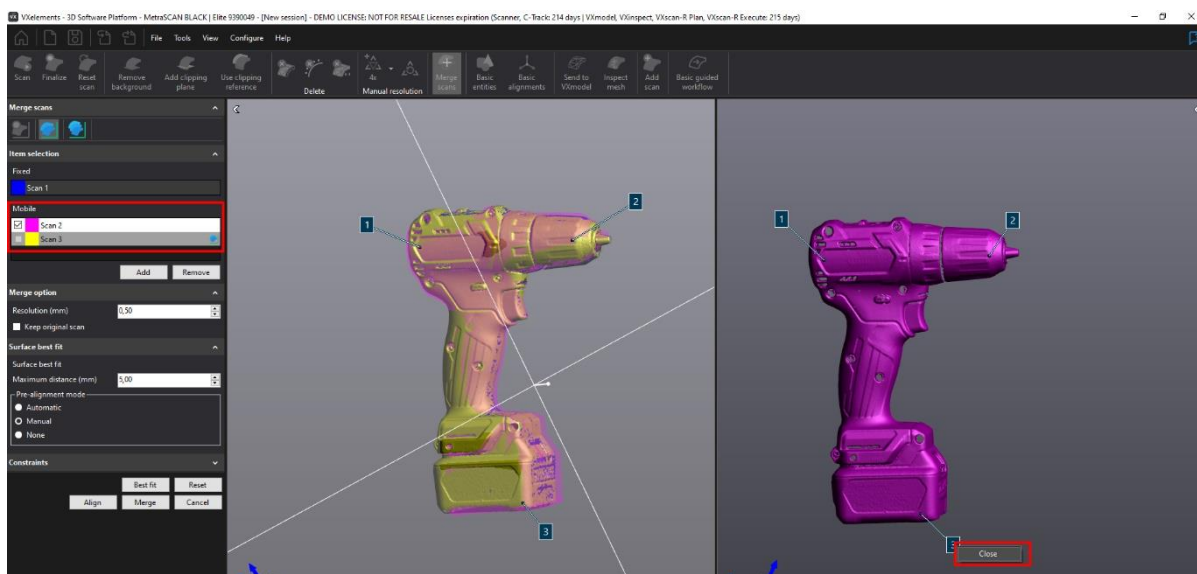 VXelements - 3D Software Platform - MetraSCAN BLACK | Elite 9390049 - [New session] - DEMO LICENSE: NOT FOR RESALE Licenses expiration (Scanner, C-Track: 214 days | VXmodel, VXinspect, VXscan-R Plan, VXscan-R Execute: 215 days)
File Tools View Configure Help
Scan Finalize Reset scan Remove background Add clipping plane Use clipping reference Delete 4x Manual resolution Merge scans Basic entities Basic alignments Send to VXmodel Inspect mesh Add scan Basic guided workflow
Merge scans
Item selection
Fixed
Scan 1
Mobile
Scan 2
Scan 3
Add Remove
Merge option
Resolution (mm) 0,50
Keep original scan
Surface best fit
Surface best fit
Maximum distance (mm) 5,00
Pre-alignment mode
Automatic
Manual
None
Constraints
Best fit Reset
Align Merge Cancel
1
2
3
1
2
3
Close